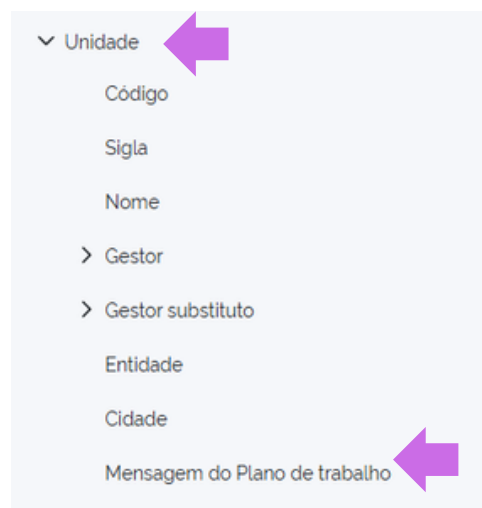 Unidade
Código
Sigla
Nome
Gestor
Gestor substituto
Entidade
Cidade
Mensagem do Plano de trabalho